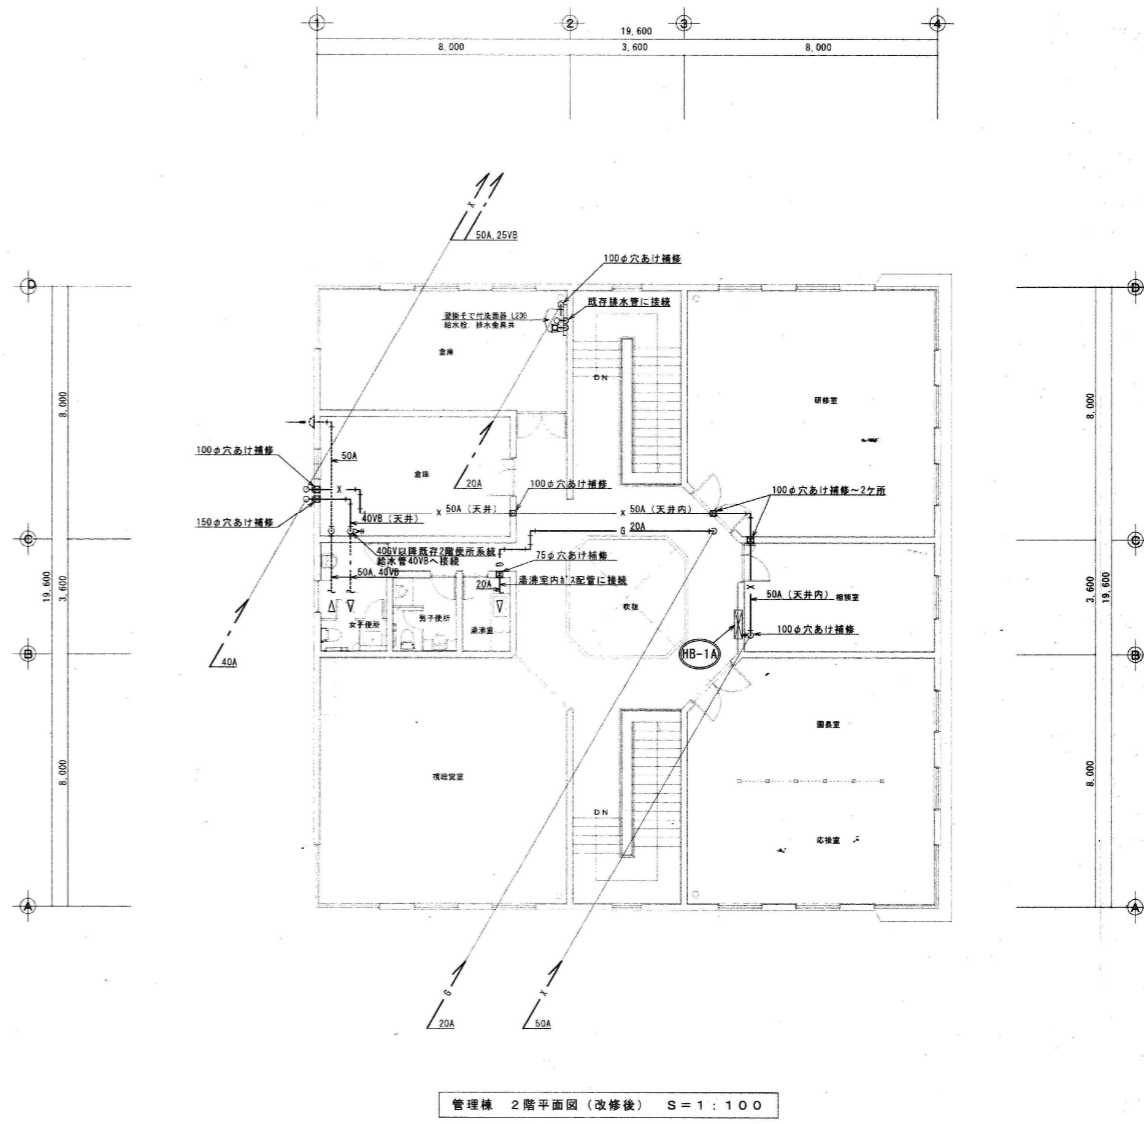 1 2 3 4
19,600
8,000 3,600 8,000
X
50A,25VB
100φ穴あけ補修
D D
既存排水管に接続
壁掛そで付洗面器 L230
給水栓、排水金具共
倉庫
DN
8,000 8,000
研修室
100φ穴あけ補修
50A
倉庫
20A
100φ穴あけ補修
100φ穴あけ補修～2ケ所
X
X 50A (天井) X 50A (天井内)
150φ穴あけ補修
40VB (天井)
G 20A
C C
40GV以降既存2階便所系統
給水管40VBへ接続
G
75φ穴あけ補修
50A,40VB
20A
湯沸室内ガス配管に接続
19,600 3,600 3,600 19,600
吹抜
X
50A (天井内) 相談室
女子便所 男子便所 湯沸室
100φ穴あけ補修
HB-1A
B B
40A
園長室
視聴覚室
8,000 8,000
DN
応接室
A A
G X
20A 50A
管理棟 2階平面図 (改修後) S=1:100